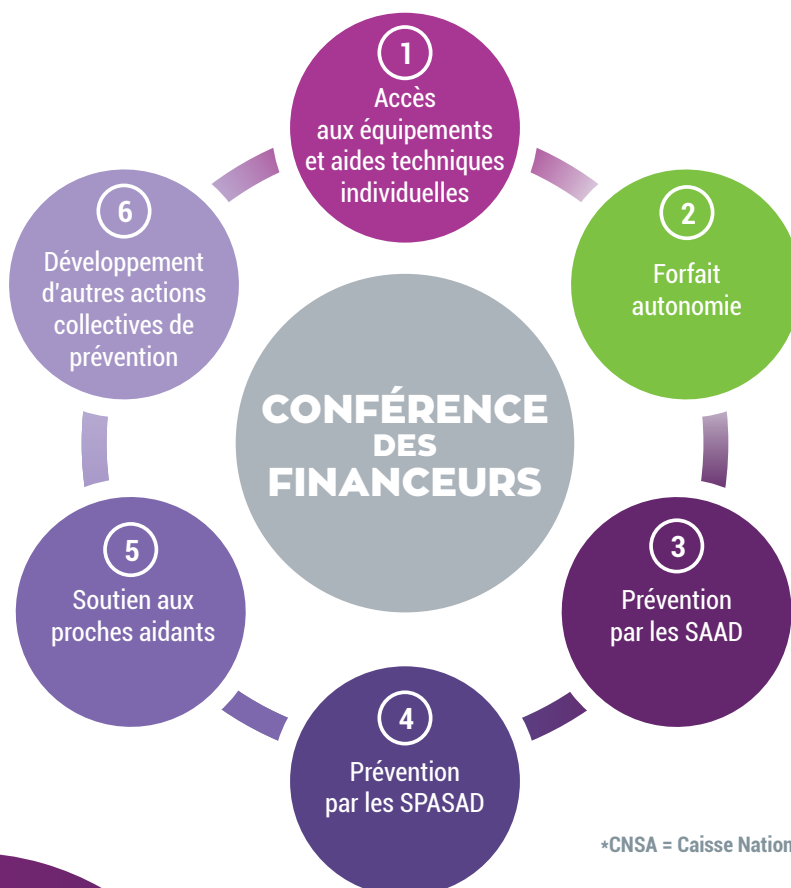 1
Accès
aux équipements
et aides techniques
individuelles
2
Forfait
autonomie
3
Prévention
par les SAAD
4
Prévention
par les SPASAD
5
Soutien aux
proches aidants
6
Développement
d'autres actions
collectives de
prévention
CONFÉRENCE
DES
FINANCEURS
*CNSA = Caisse Nation